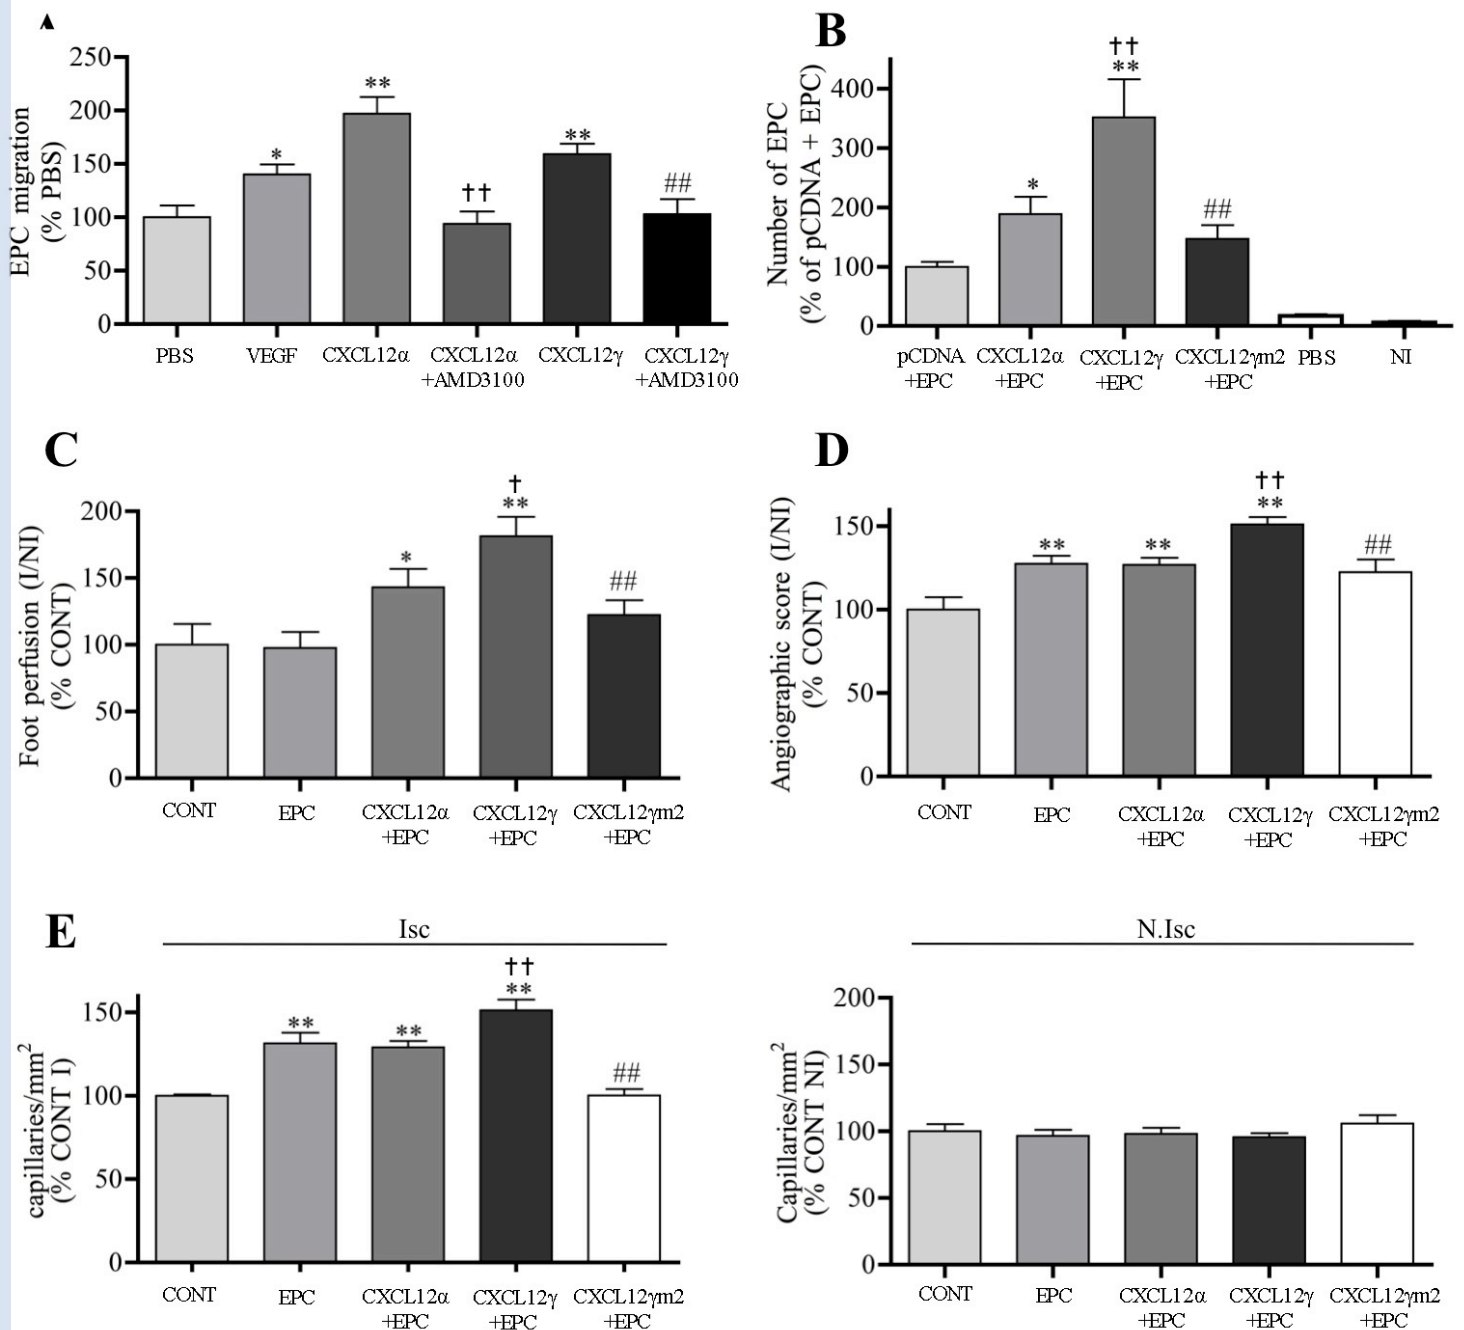 A
EPC migration
(% PBS)
250
200
150
100
50
0
*
**
††
**
##
PBS
VEGF
CXCL12α
CXCL12α
+AMD3100
CXCL12γ
CXCL12γ
+AMD3100
B
Number of EPC
(% of pCDNA + EPC)
400
300
200
100
0
*
††
**
##
pCDNA
+EPC
CXCL12α
+EPC
CXCL12γ
+EPC
CXCL12γm2
+EPC
PBS
NI
C
Foot perfusion (I/NI)
(% CONT)
200
150
100
50
0
*
†
**
##
CONT
EPC
CXCL12α
+EPC
CXCL12γ
+EPC
CXCL12γm2
+EPC
D
Angiographic score (I/NI)
(% CONT)
150
100
50
0
**
**
††
**
##
CONT
EPC
CXCL12α
+EPC
CXCL12γ
+EPC
CXCL12γm2
+EPC
E
Isc
capillaries/mm²
(% CONT I)
150
100
50
0
**
**
††
**
##
CONT
EPC
CXCL12α
+EPC
CXCL12γ
+EPC
CXCL12γm2
+EPC
N.Isc
Capillaries/mm²
(% CONT NI)
200
150
100
50
0
CONT
EPC
CXCL12α
+EPC
CXCL12γ
+EPC
CXCL12γm2
+EPC